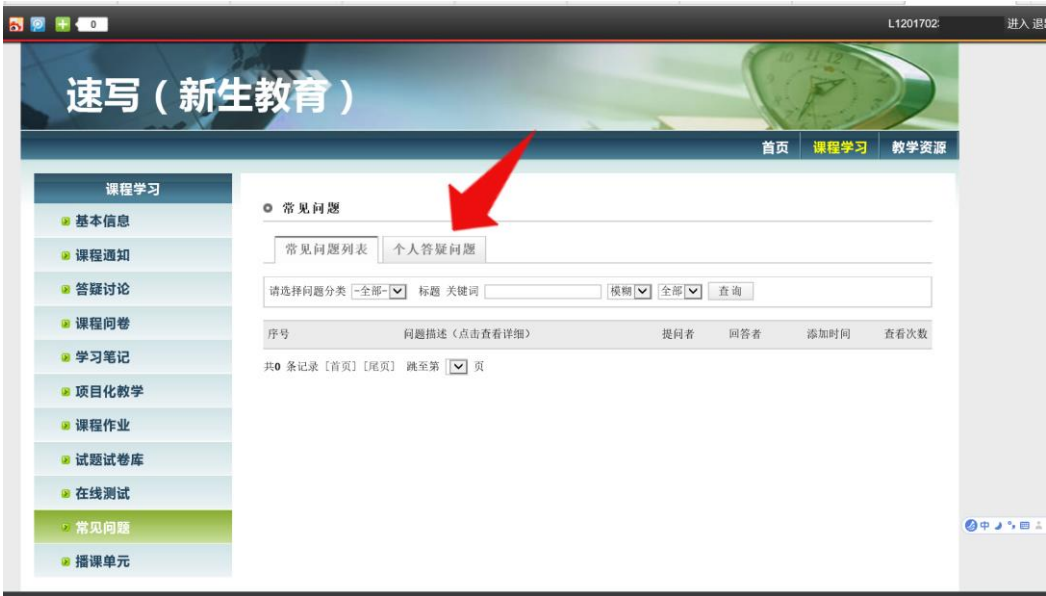 0 L1201702 进入 退
速写（新生教育）
首页 课程学习 教学资源
课程学习
基本信息
课程通知
答疑讨论
课程问卷
学习笔记
项目化教学
课程作业
试题试卷库
在线测试
常见问题
播课单元
常见问题
常见问题列表 个人答疑问题
请选择问题分类 -全部- 标题 关键词 模糊 全部 查询
序号 问题描述（点击查看详细） 提问者 回答者 添加时间 查看次数
共0 条记录 [首页] [尾页] 跳至第 页
中